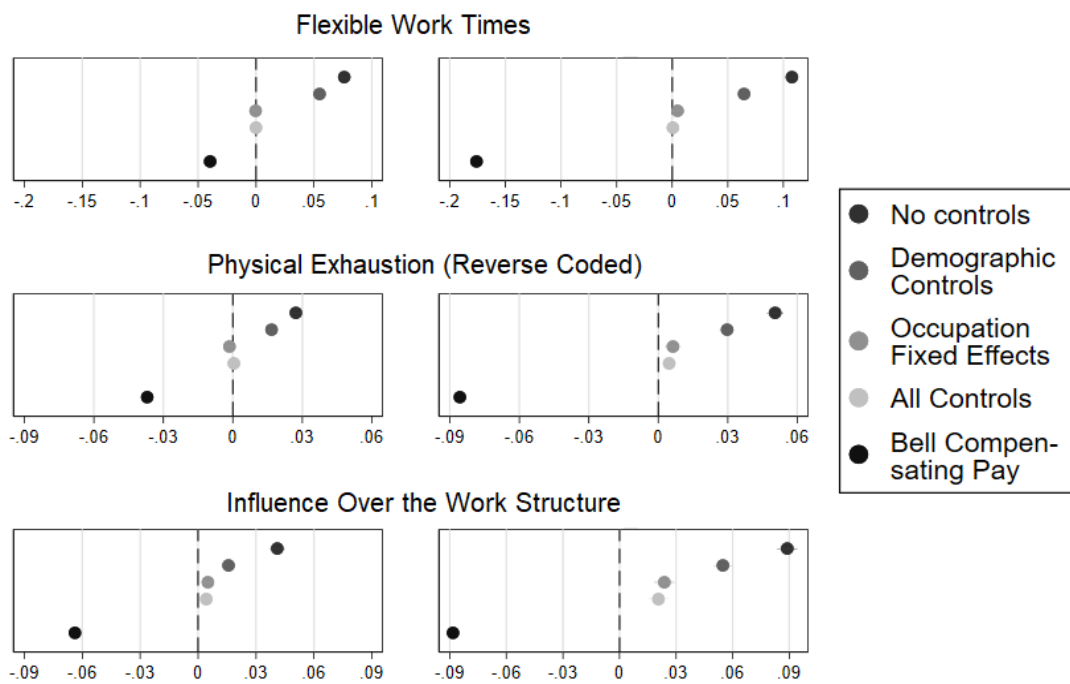 Flexible Work Times
-.2 -.15 -.1 -.05 0 .05 .1
-.2 -.15 -.1 -.05 0 .05 .1
Physical Exhaustion (Reverse Coded)
-.09 -.06 -.03 0 .03 .06
-.09 -.06 -.03 0 .03 .06
Influence Over the Work Structure
-.09 -.06 -.03 0 .03 .06 .09
-.09 -.06 -.03 0 .03 .06 .09
No controls
Demographic
Controls
Occupation
Fixed Effects
All Controls
Bell Compen-
sating Pay